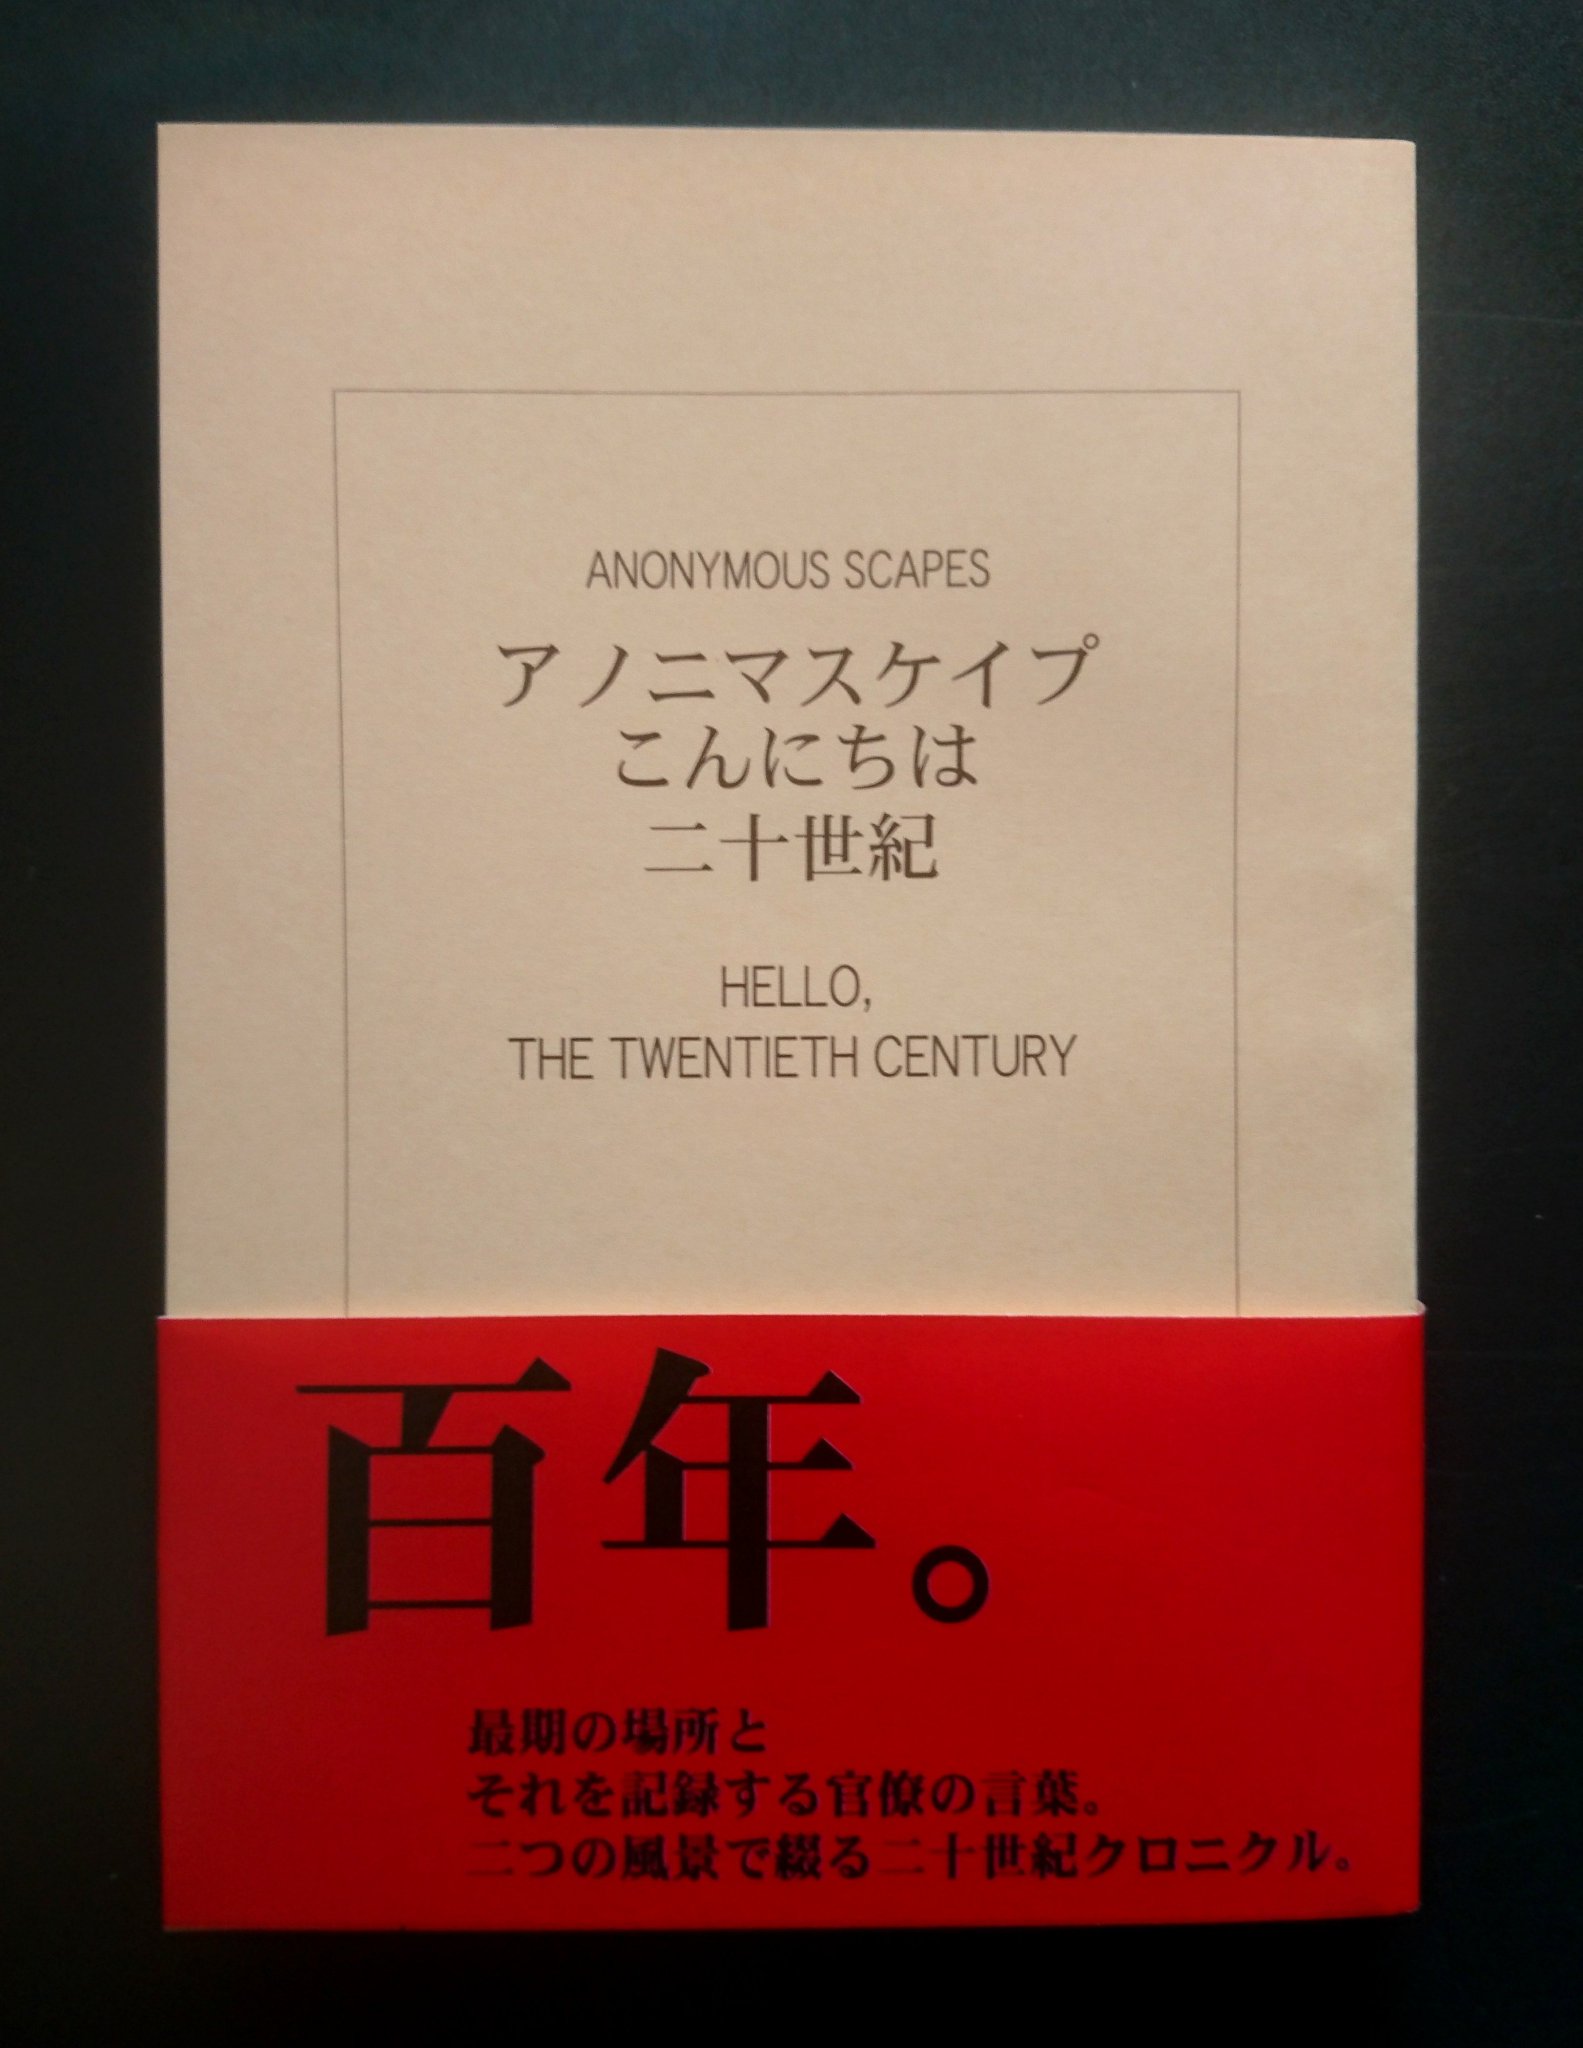 ANONYMOUS SCAPES
アノニマスケイプ
こんにちは
二十世紀
HELLO,
THE TWENTIETH CENTURY
百年。
最期の場所と
それを記録する官僚の言葉。
二つの風景で綴る二十世紀クロニクル。